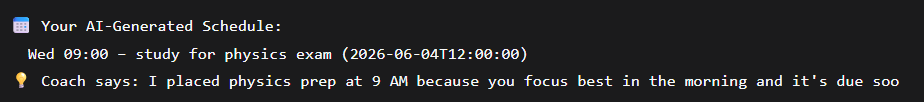 📅 Your AI-Generated Schedule:
Wed 09:00 – study for physics exam (2026-06-04T12:00:00)
💡 Coach says: I placed physics prep at 9 AM because you focus best in the morning and it's due soo